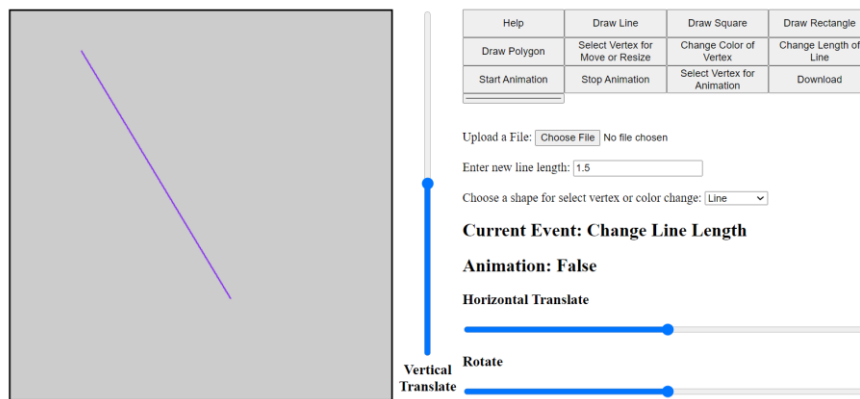 Help
Draw Line
Draw Square
Draw Rectangle
Draw Polygon
Select Vertex for
Move or Resize
Change Color of
Vertex
Change Length of
Line
Start Animation
Stop Animation
Select Vertex for
Animation
Download
Upload a File: Choose File No file chosen
Enter new line length: 1.5
Choose a shape for select vertex or color change: Line
Current Event: Change Line Length
Animation: False
Horizontal Translate
Rotate
Vertical
Translate